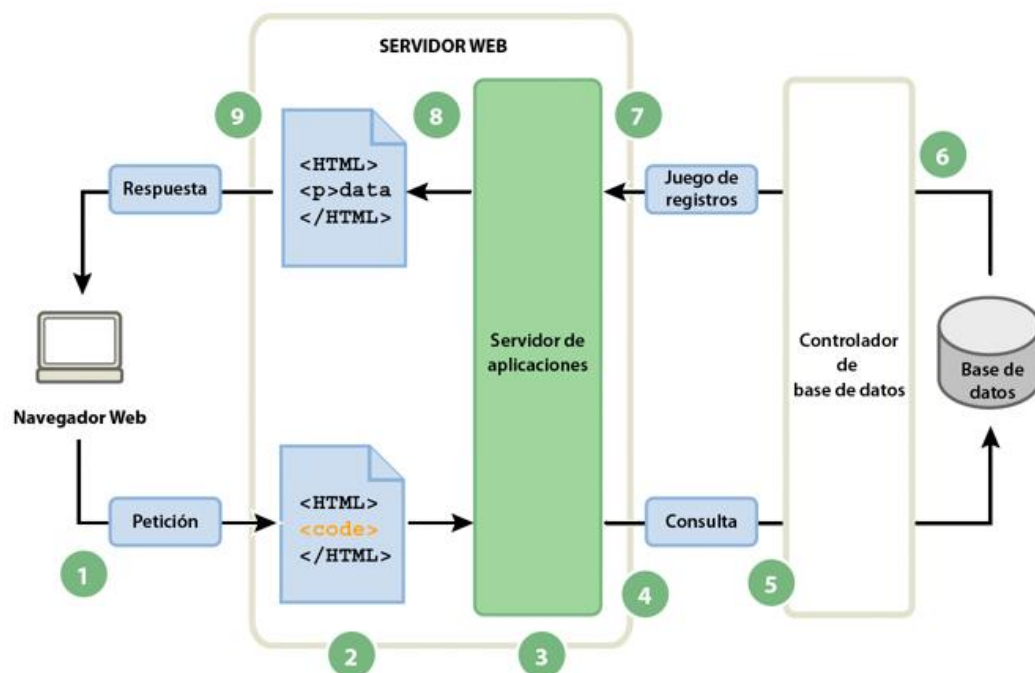 SERVIDOR WEB
9
8
7
6
<HTML>
<p>data
</HTML>
Respuesta
Juego de
registros
Servidor de
aplicaciones
Controlador
de
base de datos
Base de
datos
Navegador Web
<HTML>
<code>
</HTML>
Petición
Consulta
1
2
3
4
5